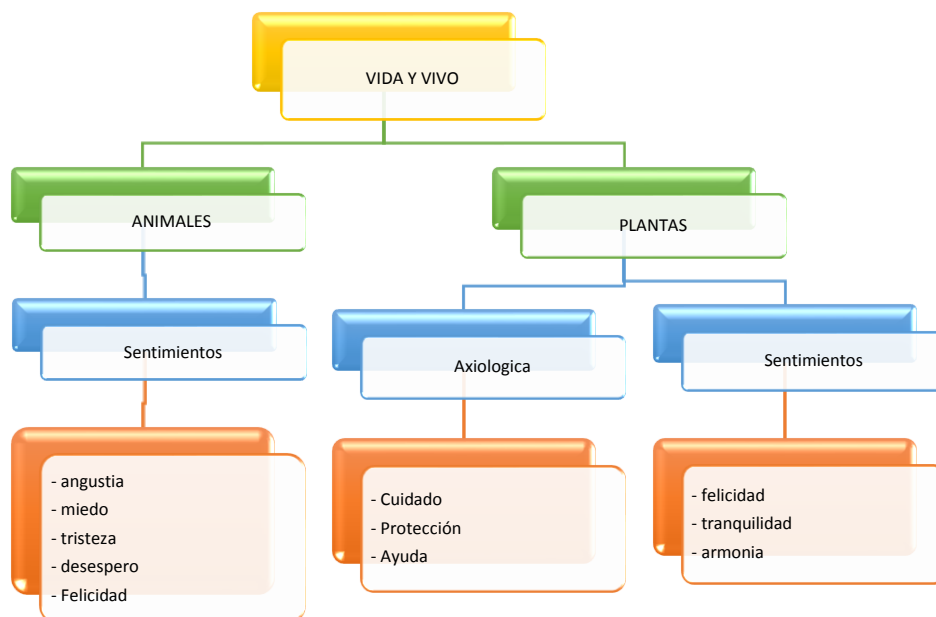 VIDA Y VIVO
ANIMALES
PLANTAS
Sentimientos
Axiologica
Sentimientos
- angustia
- miedo
- tristeza
- desespero
- Felicidad
- Cuidado
- Protección
- Ayuda
- felicidad
- tranquilidad
- armonia